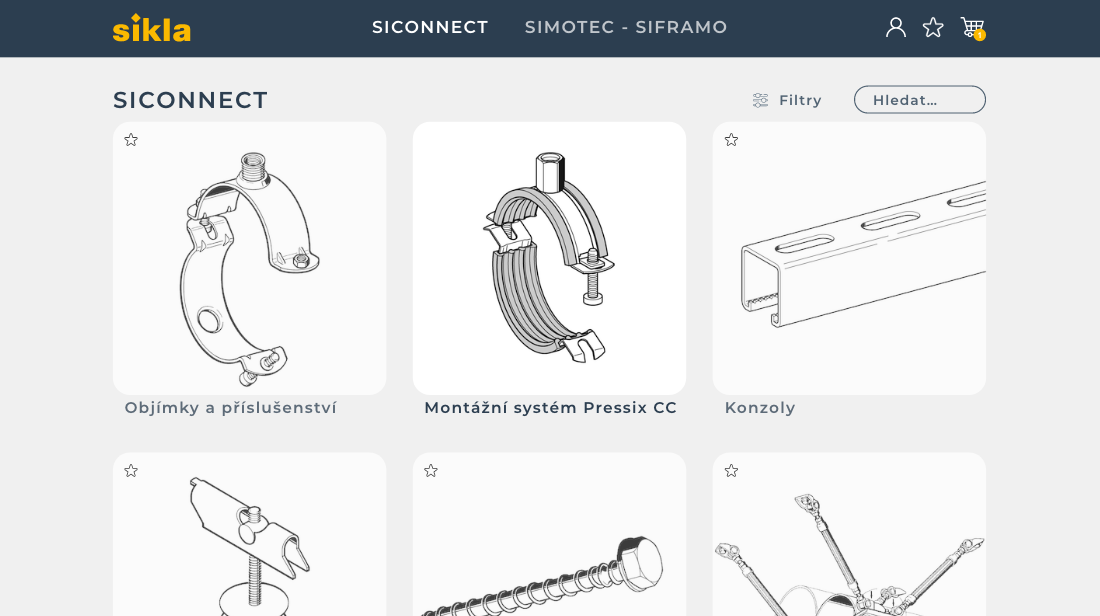 sikla
SICONNECT
SIMOTEC - SIFRAMO
1
SICONNECT
Filtry
Hledat…
Objímky a příslušenství
Montážní systém Pressix CC
Konzoly